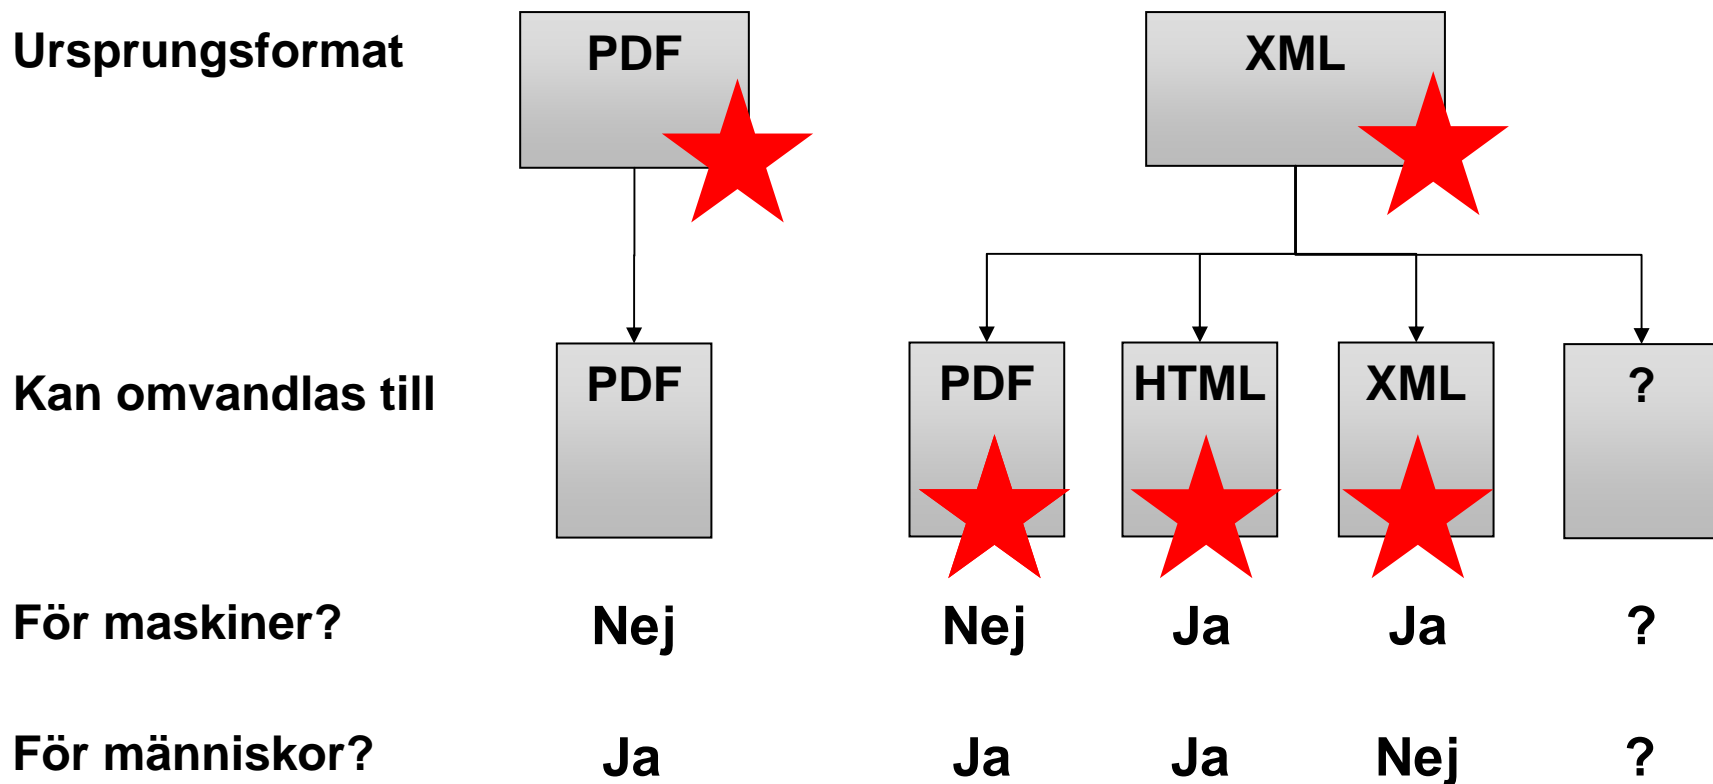 Ursprungsformat PDF XML
Kan omvandlas till PDF PDF HTML XML ?
För maskiner? Nej Nej Ja Ja ?
För människor? Ja Ja Ja Nej ?